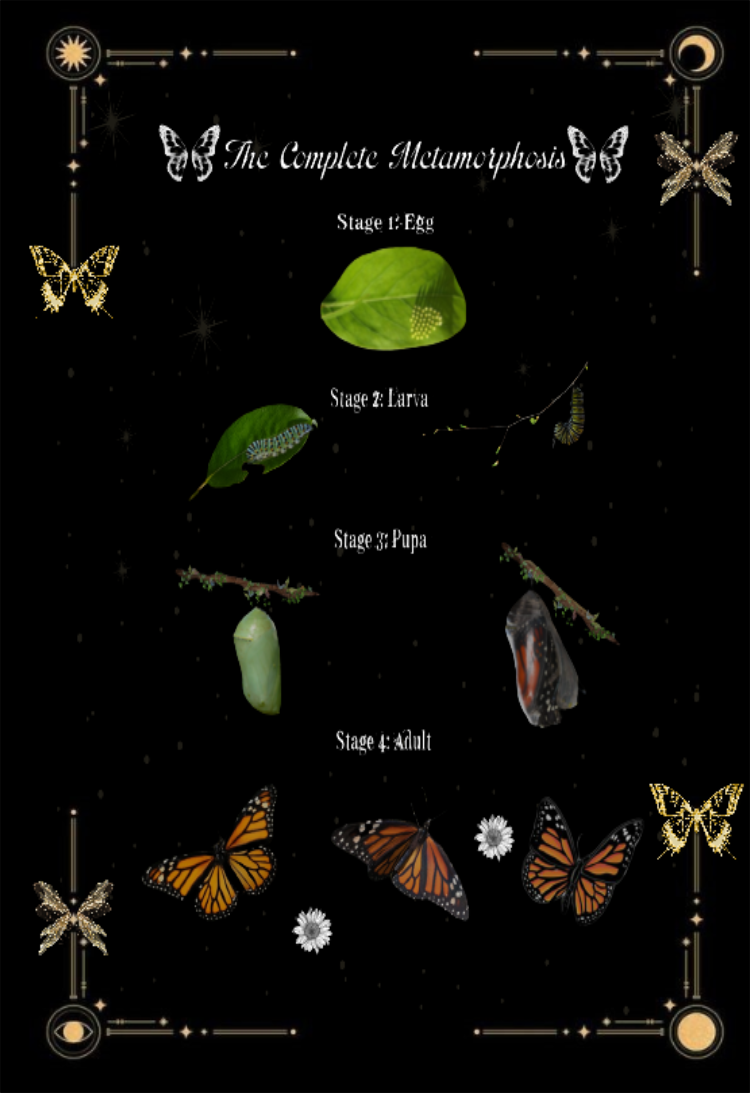 The Complete Metamorphosis
Stage 1: Egg
Stage 2: Larva
Stage 3: Pupa
Stage 4: Adult